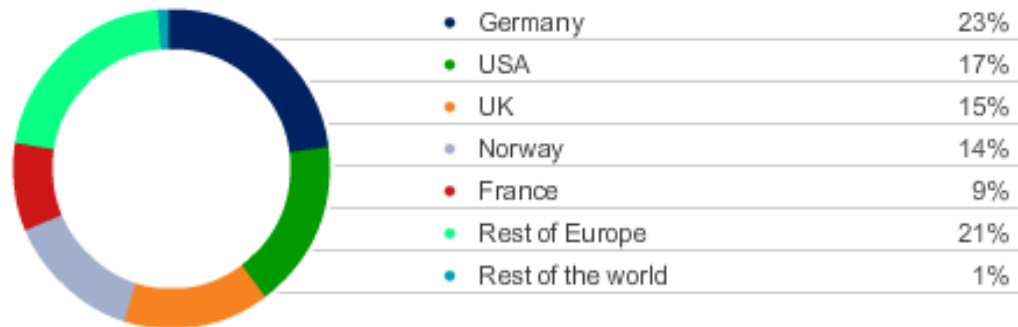 Germany 23%
USA 17%
UK 15%
Norway 14%
France 9%
Rest of Europe 21%
Rest of the world 1%